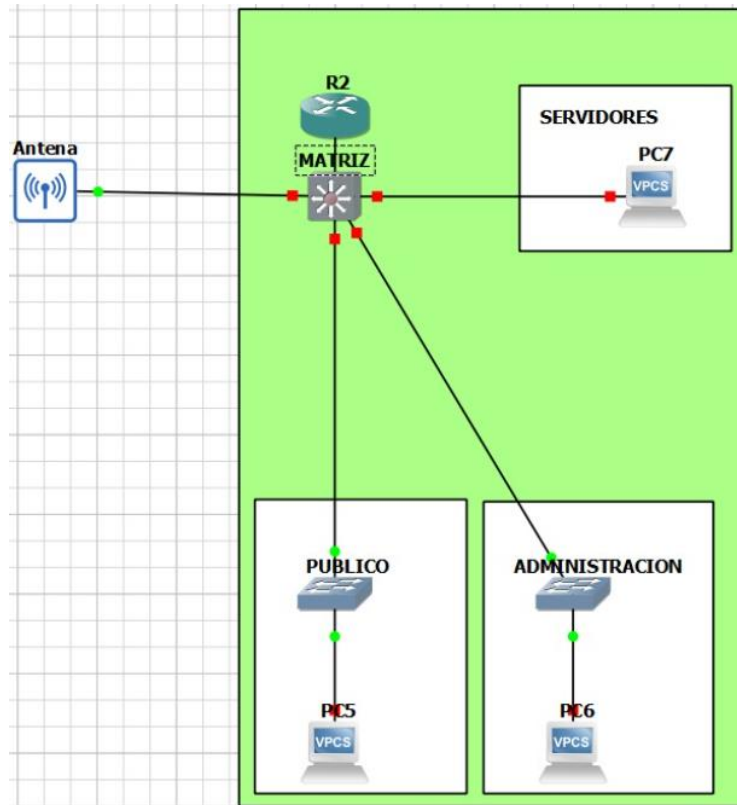 R2
SERVIDORES
Antena
MATRIZ
PC7
VPCS
PUBLICO
ADMINISTRACION
PC5
PC6
VPCS
VPCS